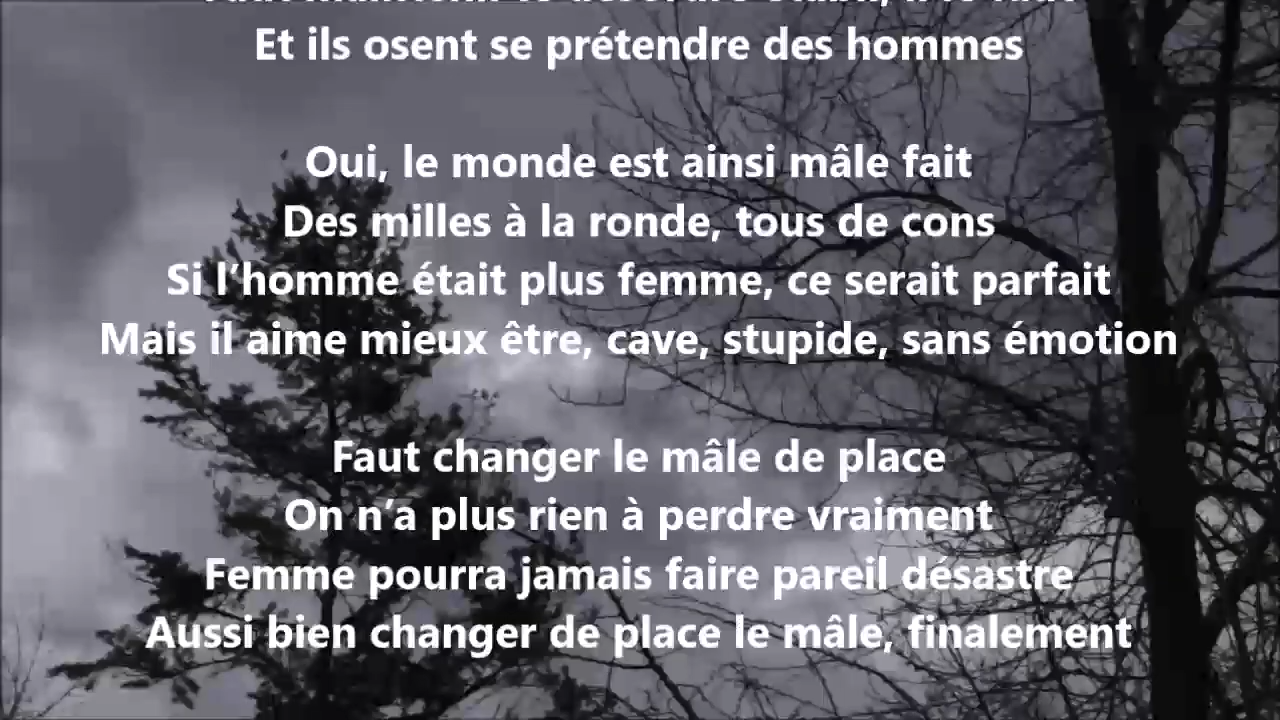 Et ils osent se prétendre des hommes
Oui, le monde est ainsi mâle fait
Des milles à la ronde, tous de cons
Si l’homme était plus femme, ce serait parfait
Mais il aime mieux être, cave, stupide, sans émotion
Faut changer le mâle de place
On n’a plus rien à perdre vraiment
Femme pourra jamais faire pareil désastre
Aussi bien changer de place le mâle, finalement